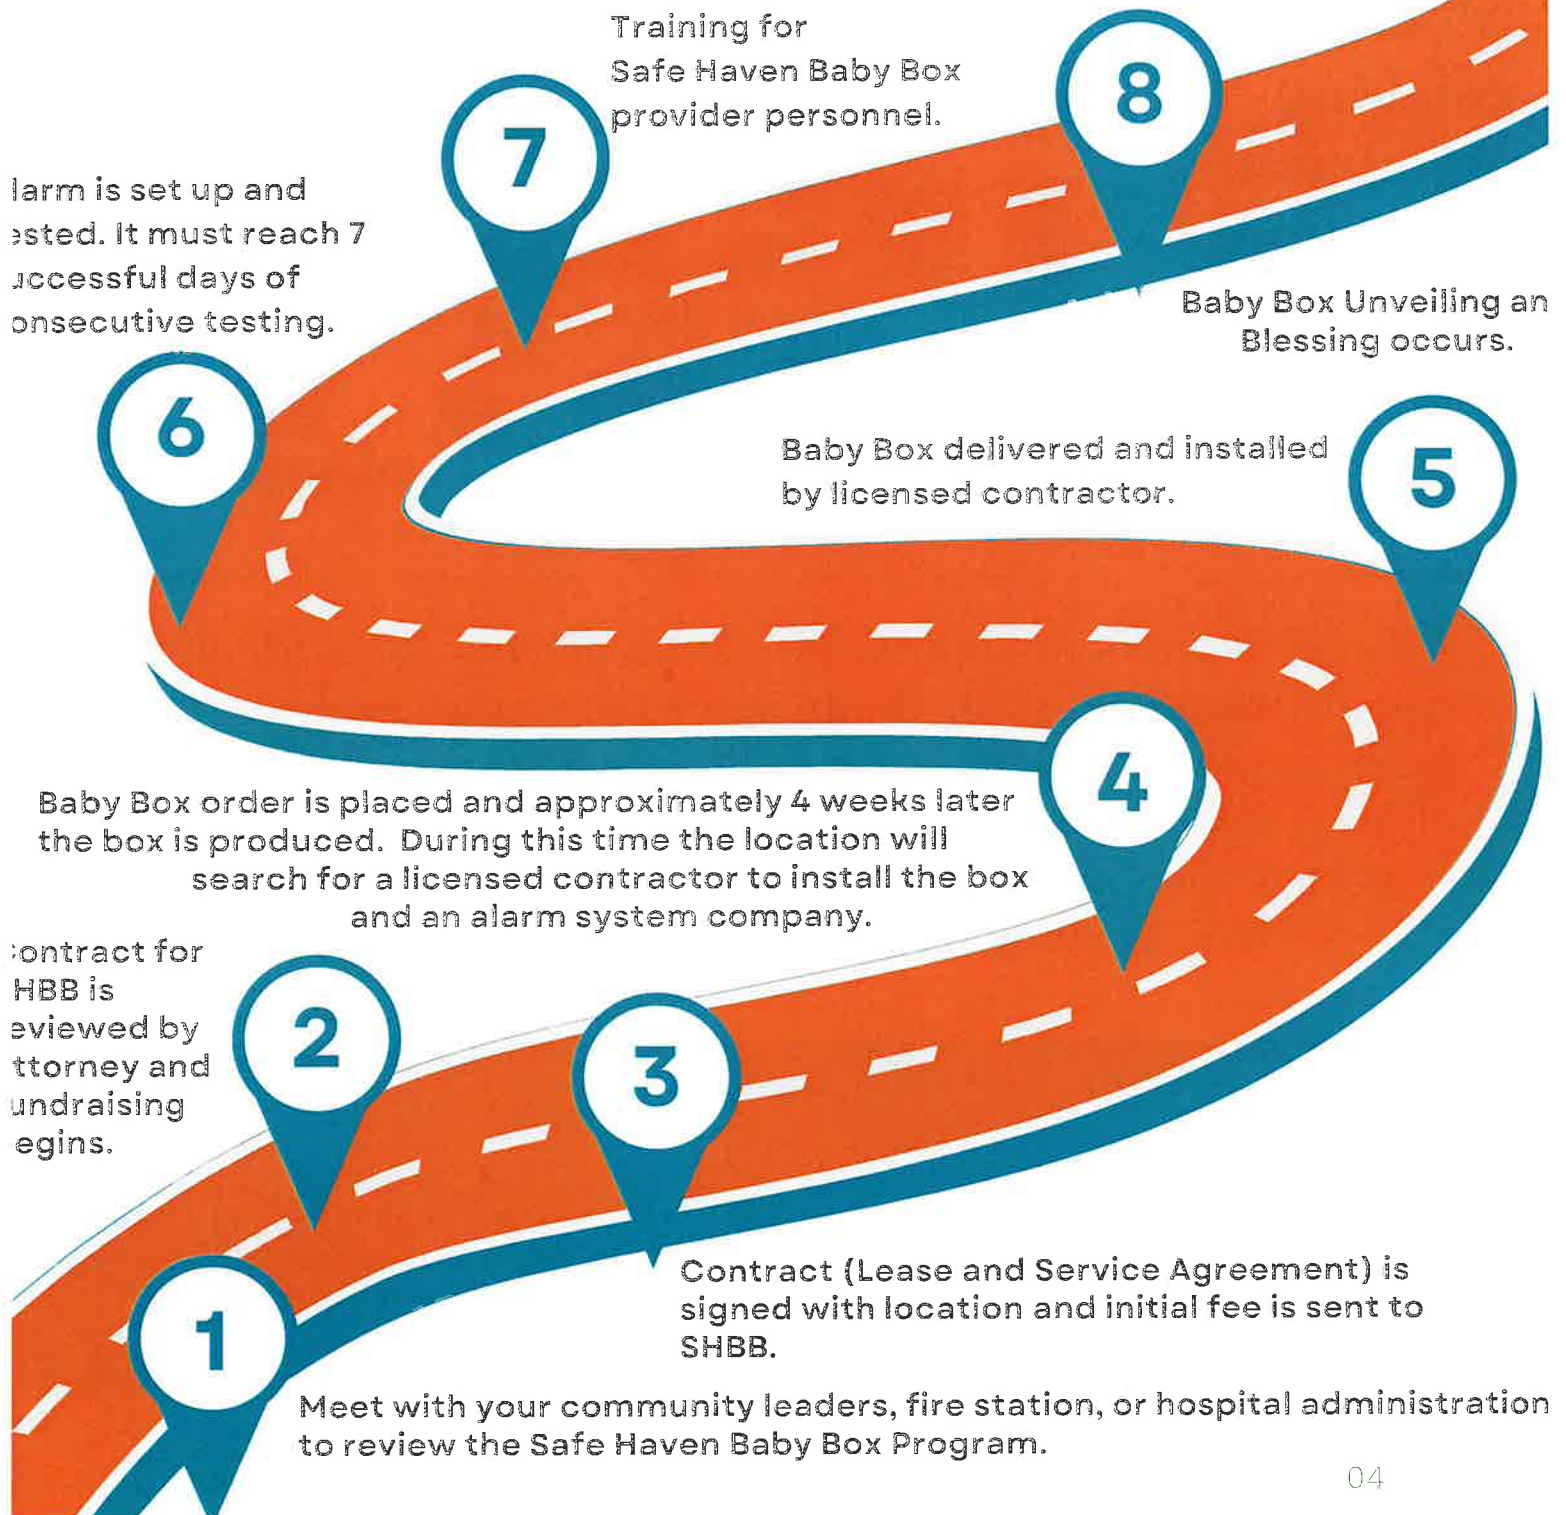 Training for
Safe Haven Baby Box
provider personnel.
8
7
larm is set up and
ested. It must reach 7
uccessful days of
onsecutive testing.
Baby Box Unveiling an
Blessing occurs.
6
Baby Box delivered and installed
by licensed contractor.
5
4
Baby Box order is placed and approximately 4 weeks later
the box is produced. During this time the location will
search for a licensed contractor to install the box
and an alarm system company.
ontract for
HBB is
eviewed by
ttorney and
undraising
egins.
2
3
Contract (Lease and Service Agreement) is
signed with location and initial fee is sent to
SHBB.
1
Meet with your community leaders, fire station, or hospital administration
to review the Safe Haven Baby Box Program.
04